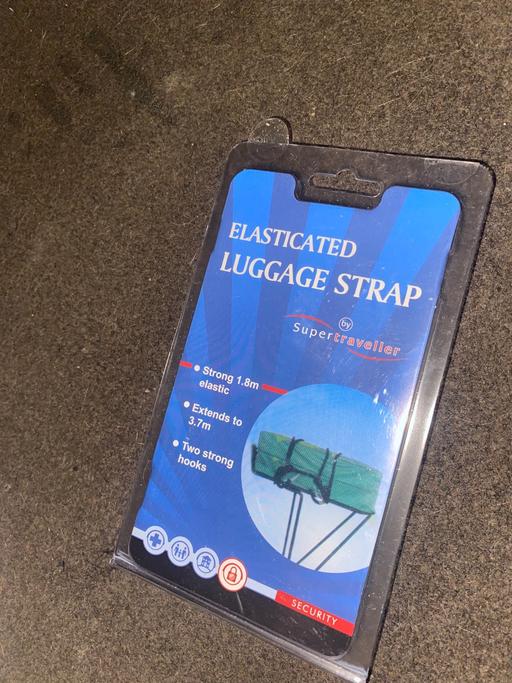 ELASTICATED
LUGGAGE STRAP
by
Supertraveller
• Strong 1.8m
elastic
• Extends to
3.7m
• Two strong
hooks
SECURITY